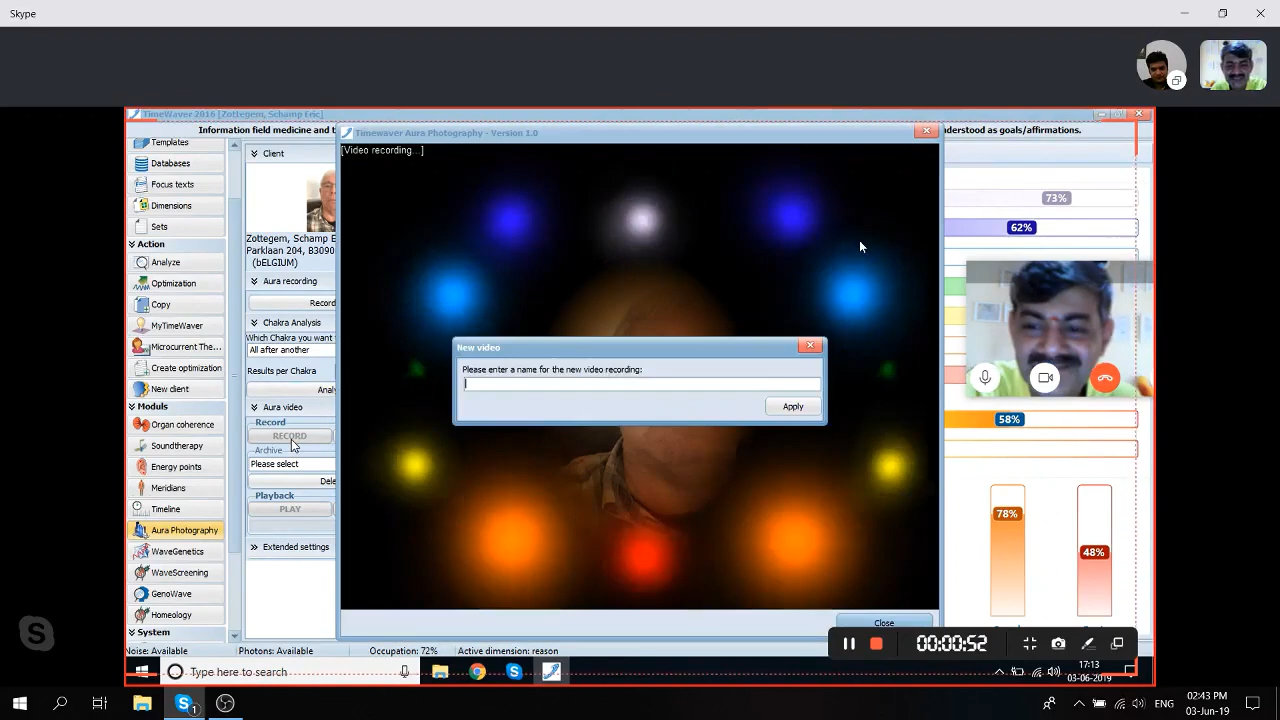 Skype
TimeWaver 2016 [Zottegem, Schamp Eric]
Information field medicine and t
nderstood as goals/affirmations.
Timewaver Aura Photography - Version 1.0
[Video recording...]
Templates
Databases
Focus texts
Dimensions
Sets
Action
Analyze
Optimization
Copy
MyTimeWaver
Microcurrent The...
Create optimization
New client
Moduls
Organ coherence
Soundtherapy
Energy points
Meridians
Timeline
Aura Photography
WaveGenetics
WaveScreening
GenoWave
Homeology
System
Client
Zottegem, Schamp E
Parklaan 204, B3090
(bELGIUM)
Aura recording
Record
Chakra Analysis
Which Chakra you want
All after another
Results per Chakra
Analy
Aura video
Record
RECORD
Archive
Please select
Dele
Playback
PLAY
Extended settings
New video
Please enter a name for the new video recording:
Apply
Close
73%
62%
58%
78%
48%
00:00:52
Noise: Available
Photons: Available
Occupation: 72%
Active dimension: reason
Type here to search
17:13
03-06-2019
S
1
ENG
02:43 PM
03-Jun-19